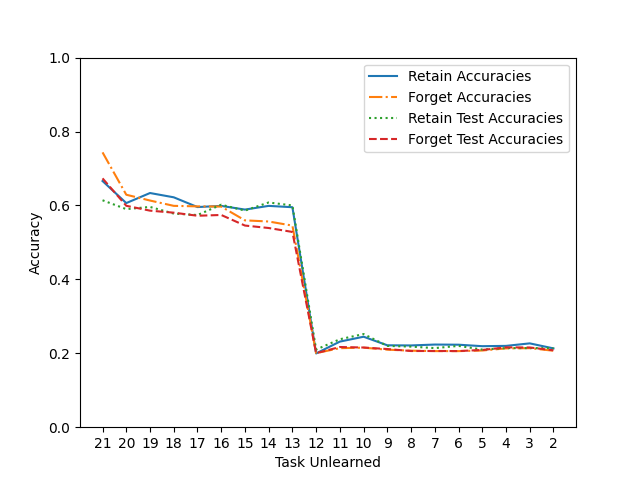 1.0
0.8
0.6
0.4
0.2
0.0
Accuracy
Retain Accuracies
Forget Accuracies
Retain Test Accuracies
Forget Test Accuracies
21 20 19 18 17 16 15 14 13 12 11 10 9 8 7 6 5 4 3 2
Task Unlearned